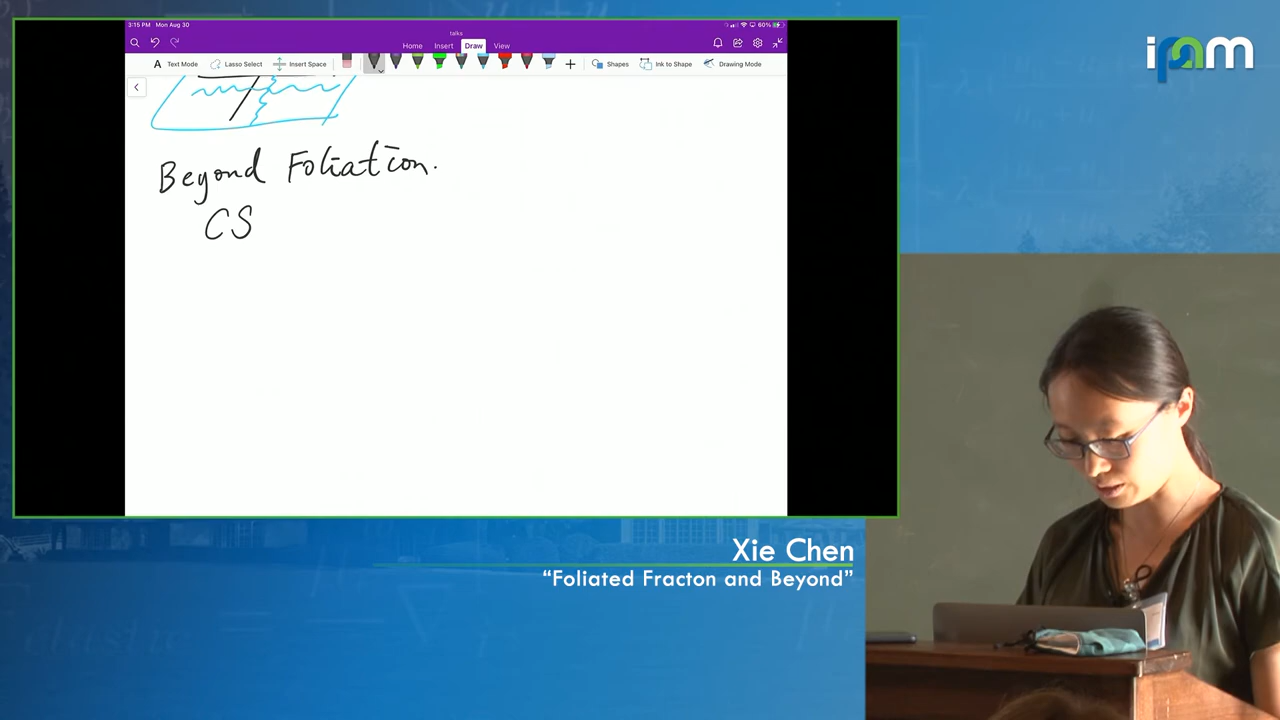 3:15 PM Mon Aug 30
60%
talks
Home Insert Draw View
Text Mode Lasso Select Insert Space Shapes Ink to Shape Drawing Mode
Beyond Foliation.
CS
ipam
Xie Chen
“Foliated Fracton and Beyond”